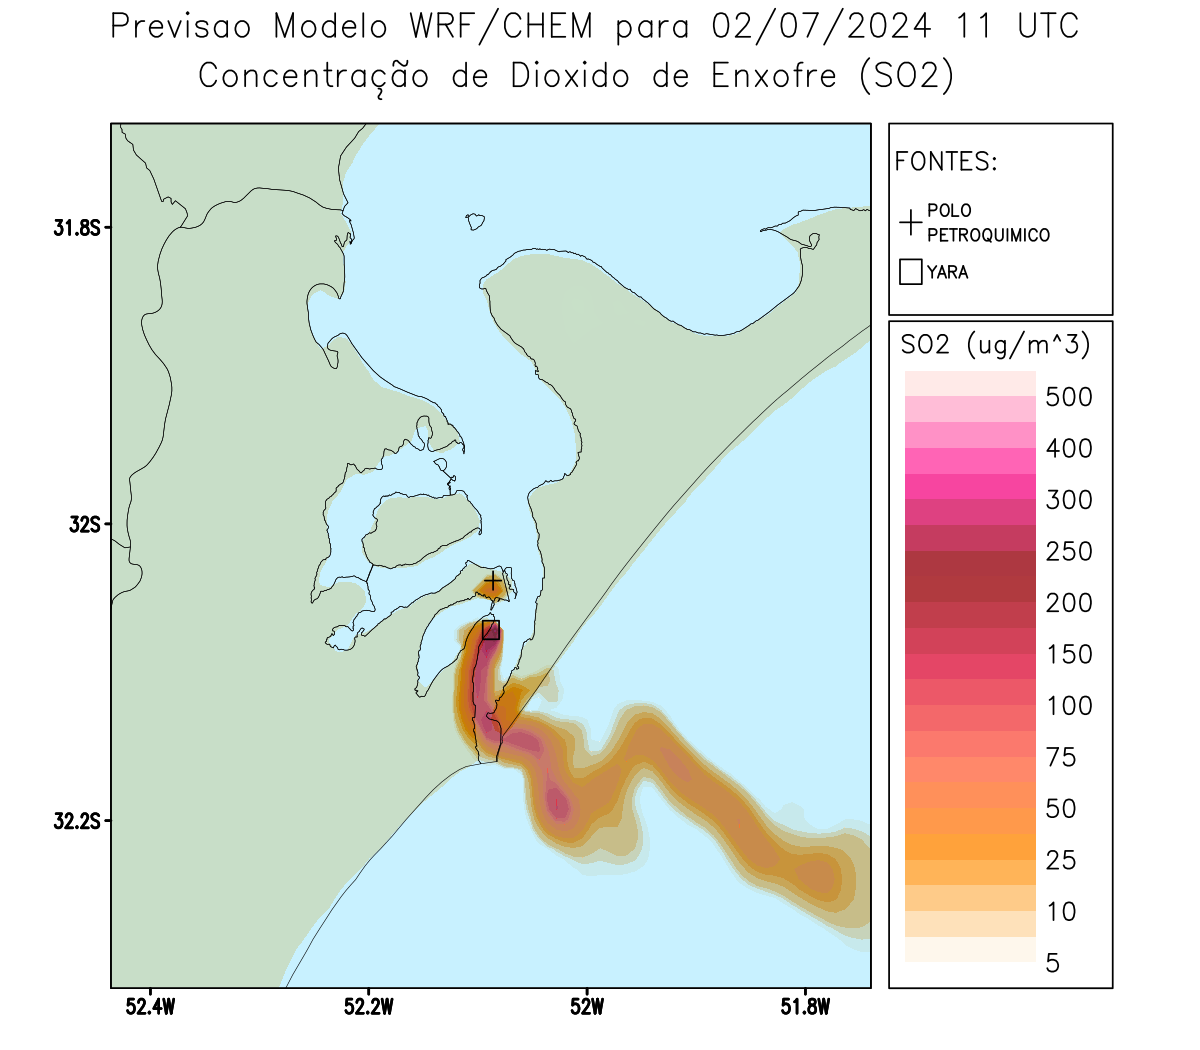 Previsao Modelo WRF/CHEM para 02/07/2024 11 UTC
Concentração de Dioxido de Enxofre (SO2)
FONTES:
POLO
PETROQUIMICO
YARA
SO2 (ug/m^3)
500
400
300
250
200
150
100
75
50
25
10
5
31.8S
32S
32.2S
52.4W
52.2W
52W
51.8W